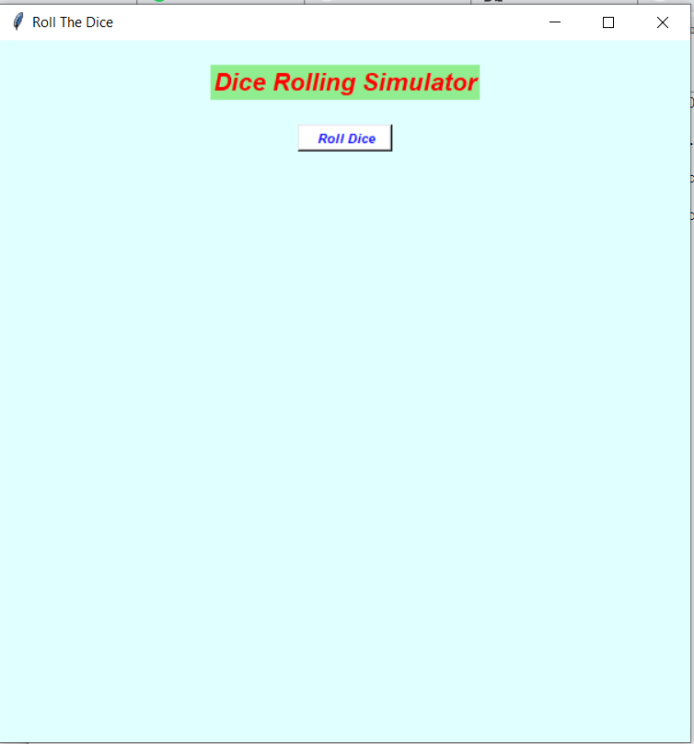 Roll The Dice
Dice Rolling Simulator
Roll Dice